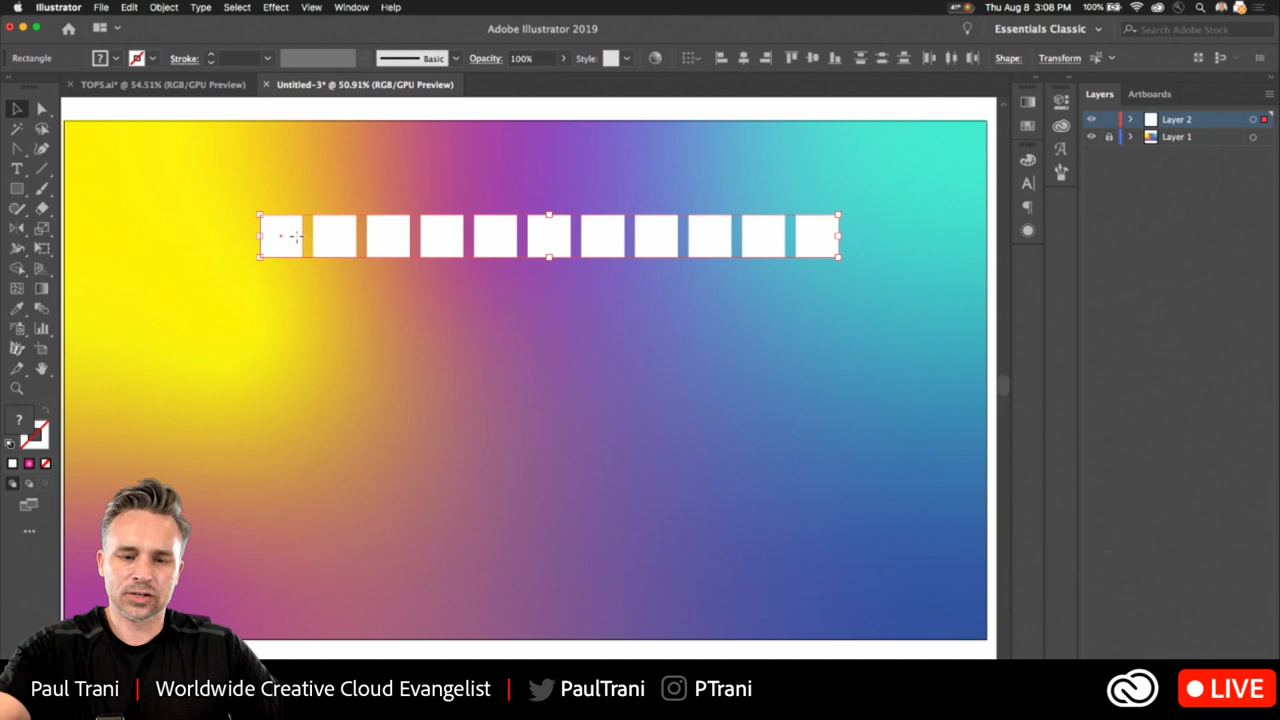 Illustrator File Edit Object Type Select Effect View Window Help
100% Thu Aug 8 3:08 PM
Adobe Illustrator 2019
Essentials Classic
Search Adobe Stock
Rectangle
Stroke:
Basic
Opacity: 100%
Style:
Shape:
Transform
TOP5.ai* @ 54.51% (RGB/GPU Preview)
Untitled-3* @ 50.91% (RGB/GPU Preview)
Layers
Artboards
Layer 2
Layer 1
Paul Trani | Worldwide Creative Cloud Evangelist | PaulTrani PTrani
LIVE